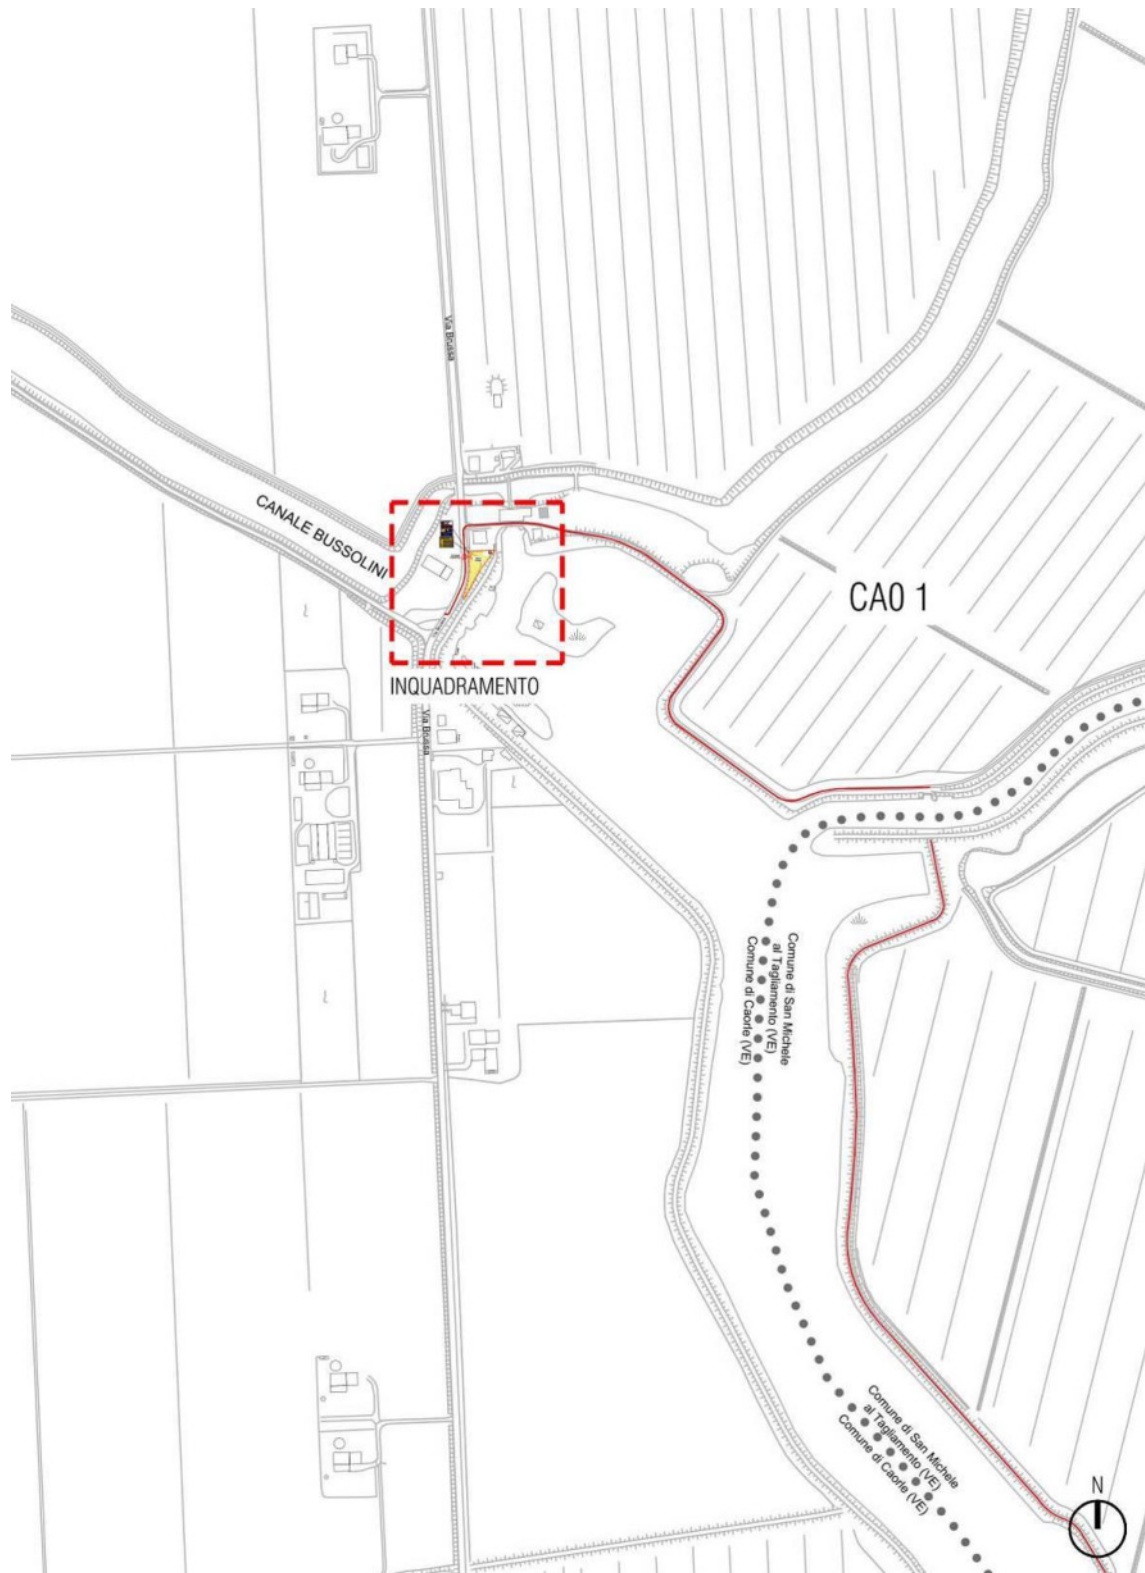 Via Brussa
CANALE BUSSOLINI
CA0 1
INQUADRAMENTO
Via Brussa
Comune di San Michele
al Tagliamento (VE)
Comune di Caorle (VE)
Comune di San Michele
al Tagliamento (VE)
Comune di Caorle (VE)
N